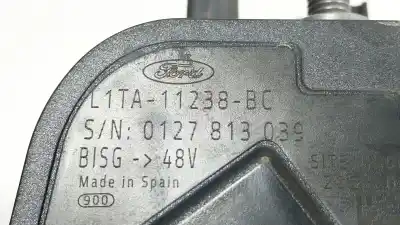 Ford
L1TA-11238-BC
S/N: 0127 813 039
BISG -> 48V
Made in Spain
900